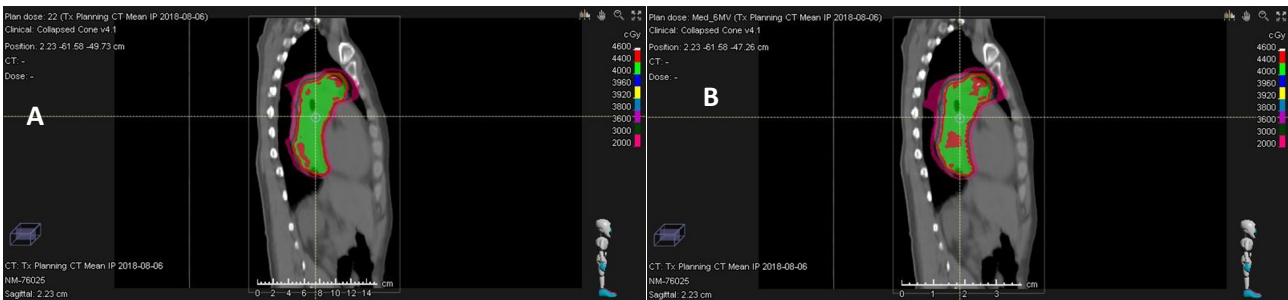 Plan dose: 22 (Tx Planning CT Mean IP 2018-08-06)
Clinical: Collapsed Cone v4.1
Position: 2.23 -61.58 -49.73 cm
CT: -
Dose: -
A
cGy
4600
4400
4000
3960
3920
3800
3600
3000
2000
CT: Tx Planning CT Mean IP 2018-08-06
NM-76025
Sagittal: 2.23 cm
0 2 4 6 8 10 12 14 cm
Plan dose: Med_6MV (Tx Planning CT Mean IP 2018-08-06)
Clinical: Collapsed Cone v4.1
Position: 2.23 -61.58 -47.26 cm
CT: -
Dose: -
B
cGy
4600
4400
4000
3960
3920
3800
3600
3000
2000
CT: Tx Planning CT Mean IP 2018-08-06
NM-76025
Sagittal: 2.23 cm
0 1 2 3 cm